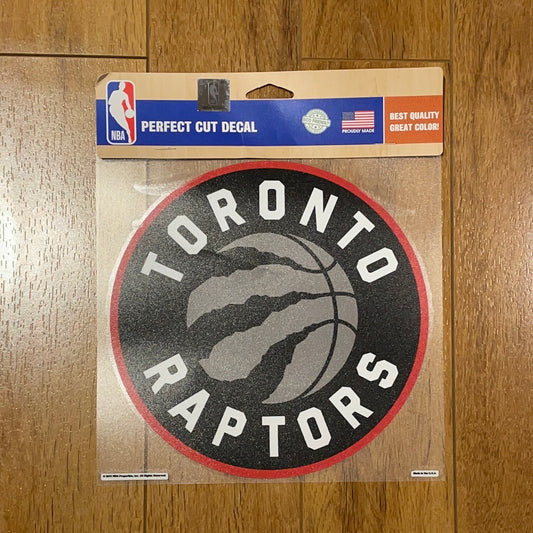 NBA
PERFECT CUT DECAL
PROUDLY MADE
BEST QUALITY
GREAT COLOR!
TORONTO
RAPTORS
Made in the U.S.A.